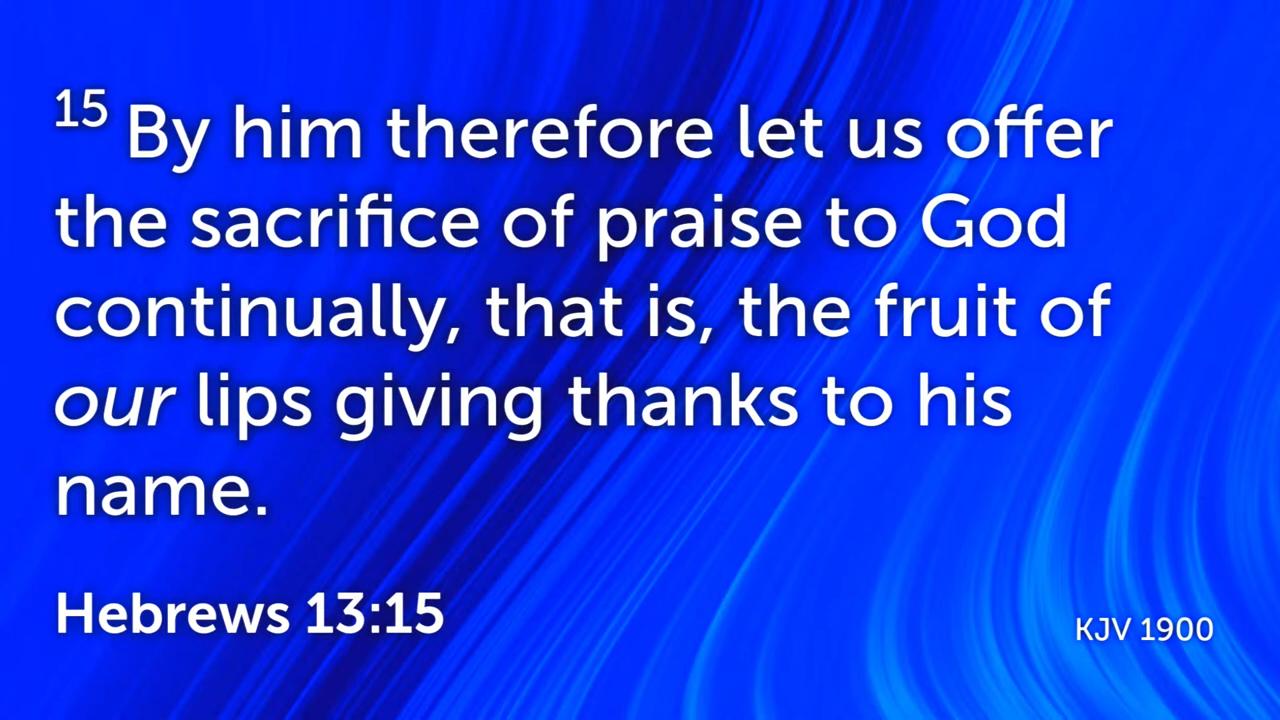 15 By him therefore let us offer
the sacrifice of praise to God
continually, that is, the fruit of
our lips giving thanks to his
name.
Hebrews 13:15
KJV 1900